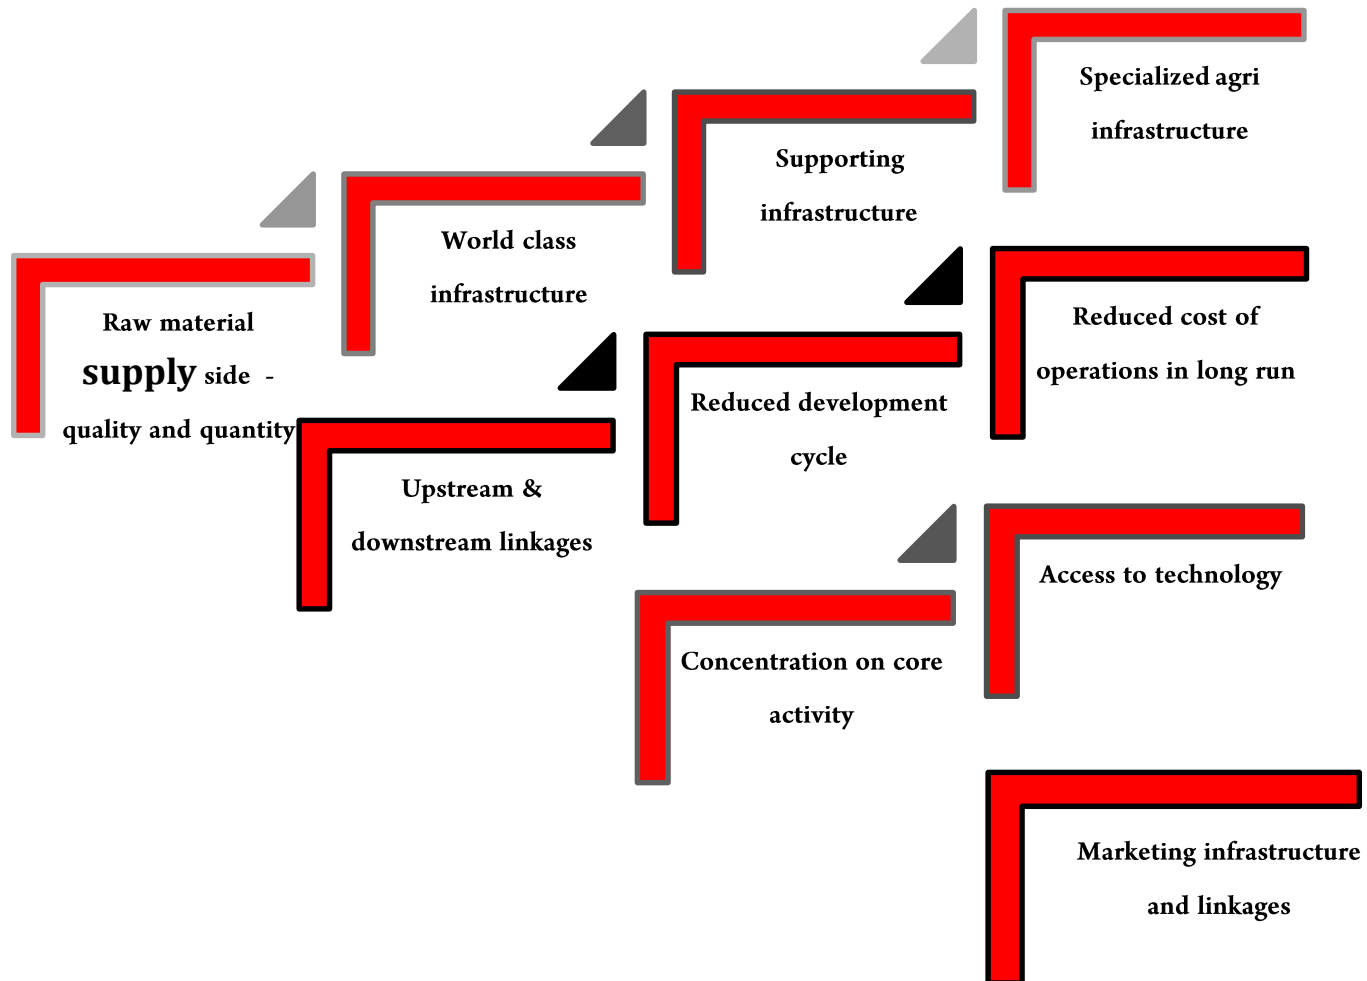 Raw material
supply side -
quality and quantity
World class
infrastructure
Supporting
infrastructure
Specialized agri
infrastructure
Upstream &
downstream linkages
Reduced development
cycle
Reduced cost of
operations in long run
Concentration on core
activity
Access to technology
Marketing infrastructure
and linkages